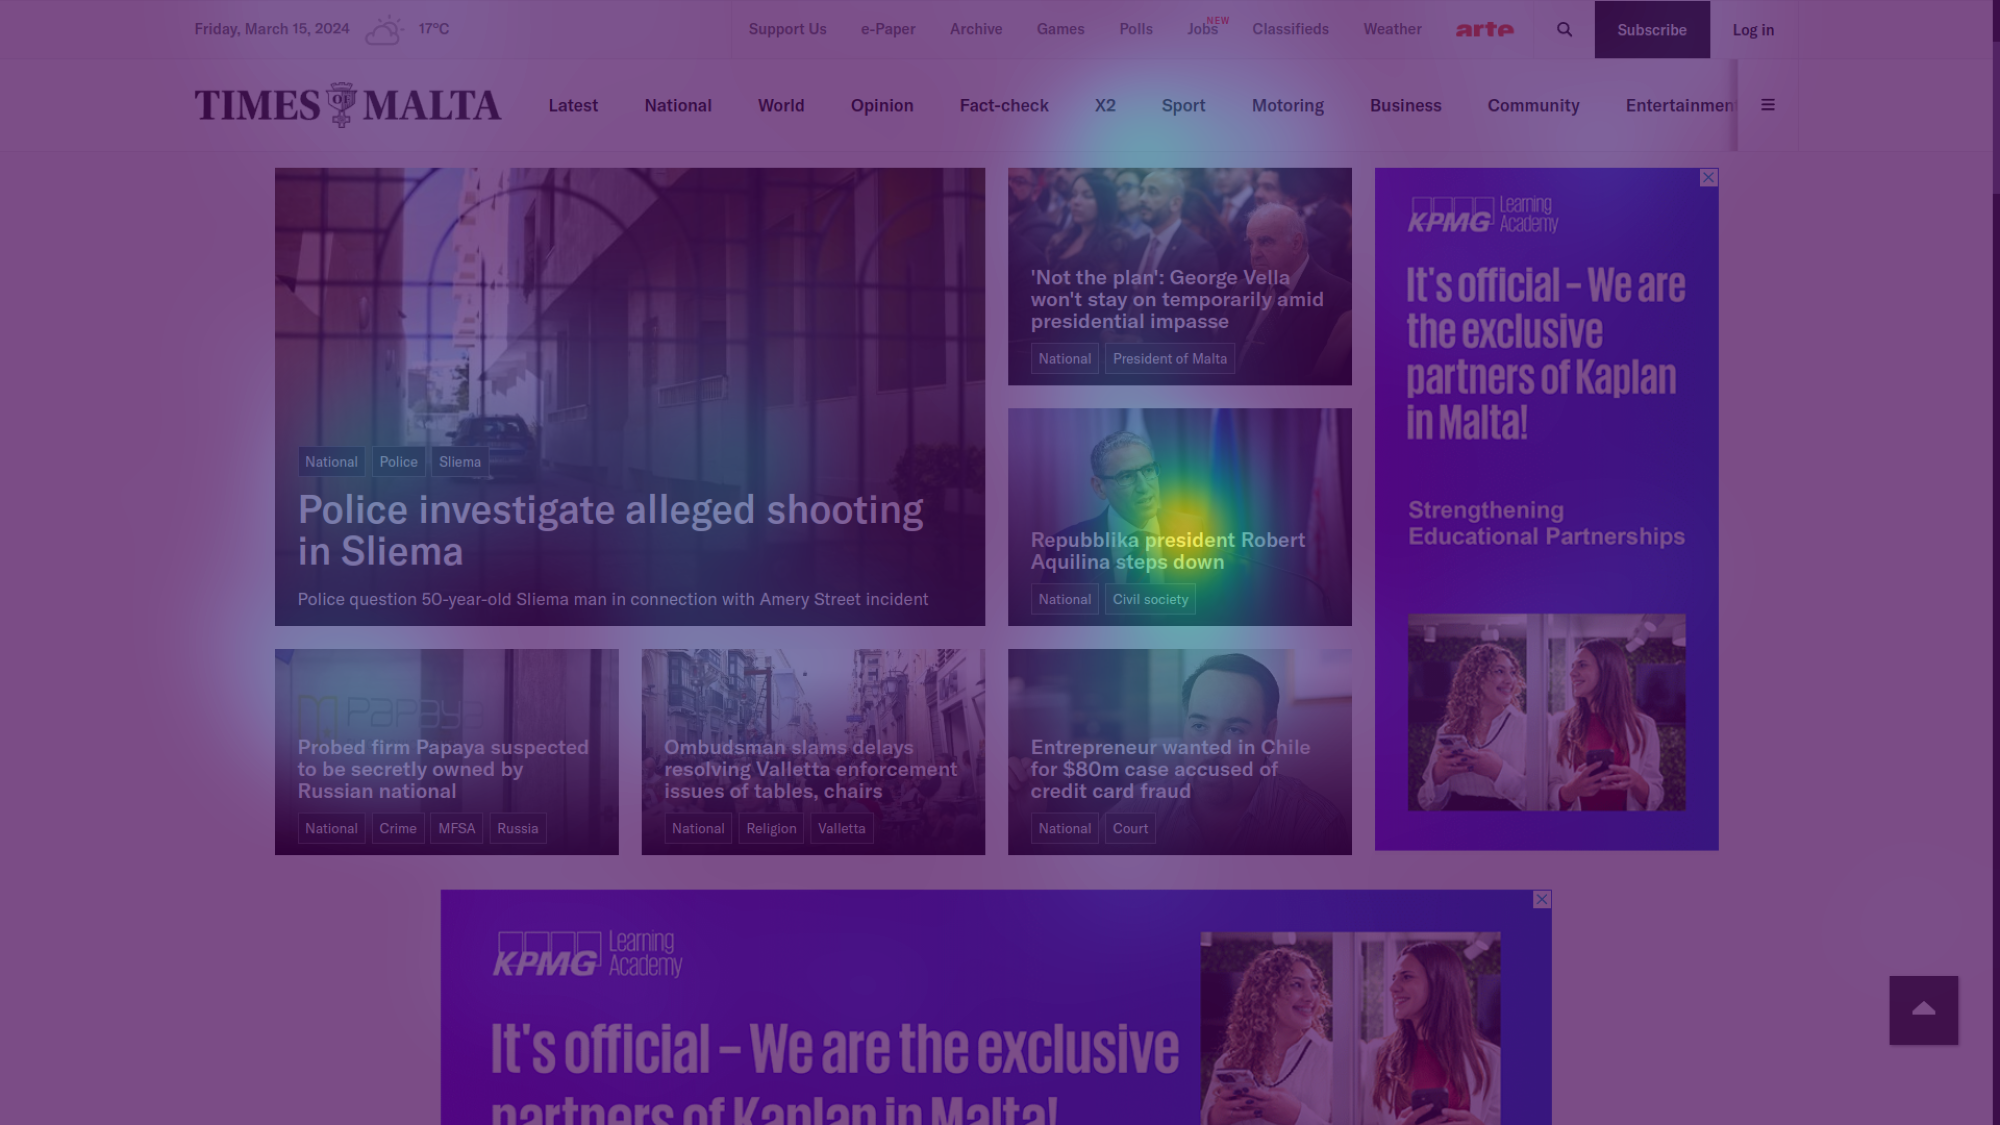 Friday, March 15, 2024 17°C Support Us e-Paper Archive Games Polls Jobs NEW Classifieds Weather arte Subscribe Log in
TIMES OF MALTA Latest National World Opinion Fact-check X2 Sport Motoring Business Community Entertainmen
National Police Sliema
Police investigate alleged shooting
in Sliema
Police question 50-year-old Sliema man in connection with Amery Street incident
'Not the plan': George Vella
won't stay on temporarily amid
presidential impasse
National President of Malta
Repubblika president Robert
Aquilina steps down
National Civil society
KPMG Learning
Academy
It's official – We are
the exclusive
partners of Kaplan
in Malta!
Strengthening
Educational Partnerships
PAPAYA
Probed firm Papaya suspected
to be secretly owned by
Russian national
National Crime MFSA Russia
Ombudsman slams delays
resolving Valletta enforcement
issues of tables, chairs
National Religion Valletta
Entrepreneur wanted in Chile
for $80m case accused of
credit card fraud
National Court
KPMG Learning
Academy
It's official – We are the exclusive
partners of Kaplan in Malta!